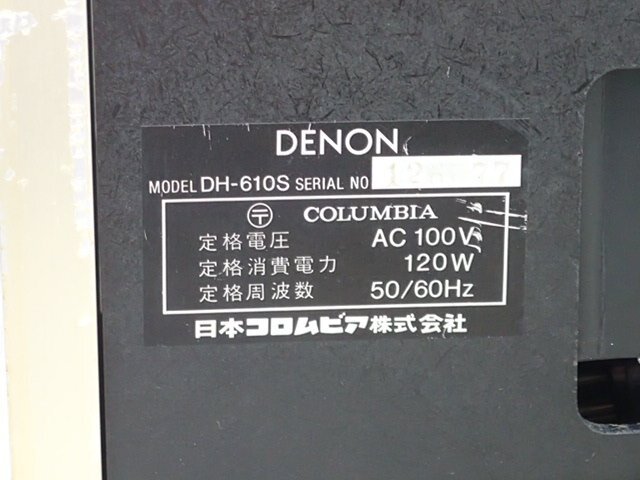 DENON
MODEL DH-610S SERIAL NO
〒 COLUMBIA
定格電圧 AC 100V
定格消費電力 120W
定格周波数 50/60Hz
日本コロムビア株式会社